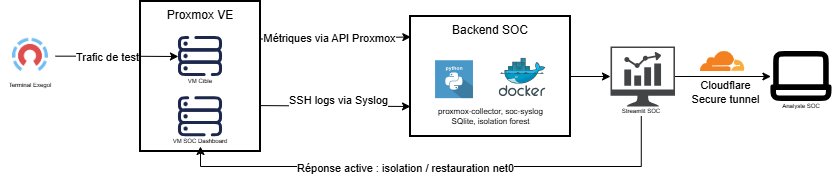 Terminal Exegol
Trafic de test
Proxmox VE
VM Cible
VM SOC Dashboard
Métriques via API Proxmox
SSH logs via Syslog
Backend SOC
python
docker
proxmox-collector, soc-syslog
SQlite, isolation forest
Streamlit SOC
Cloudflare
Secure tunnel
Analyste SOC
Réponse active : isolation / restauration net0